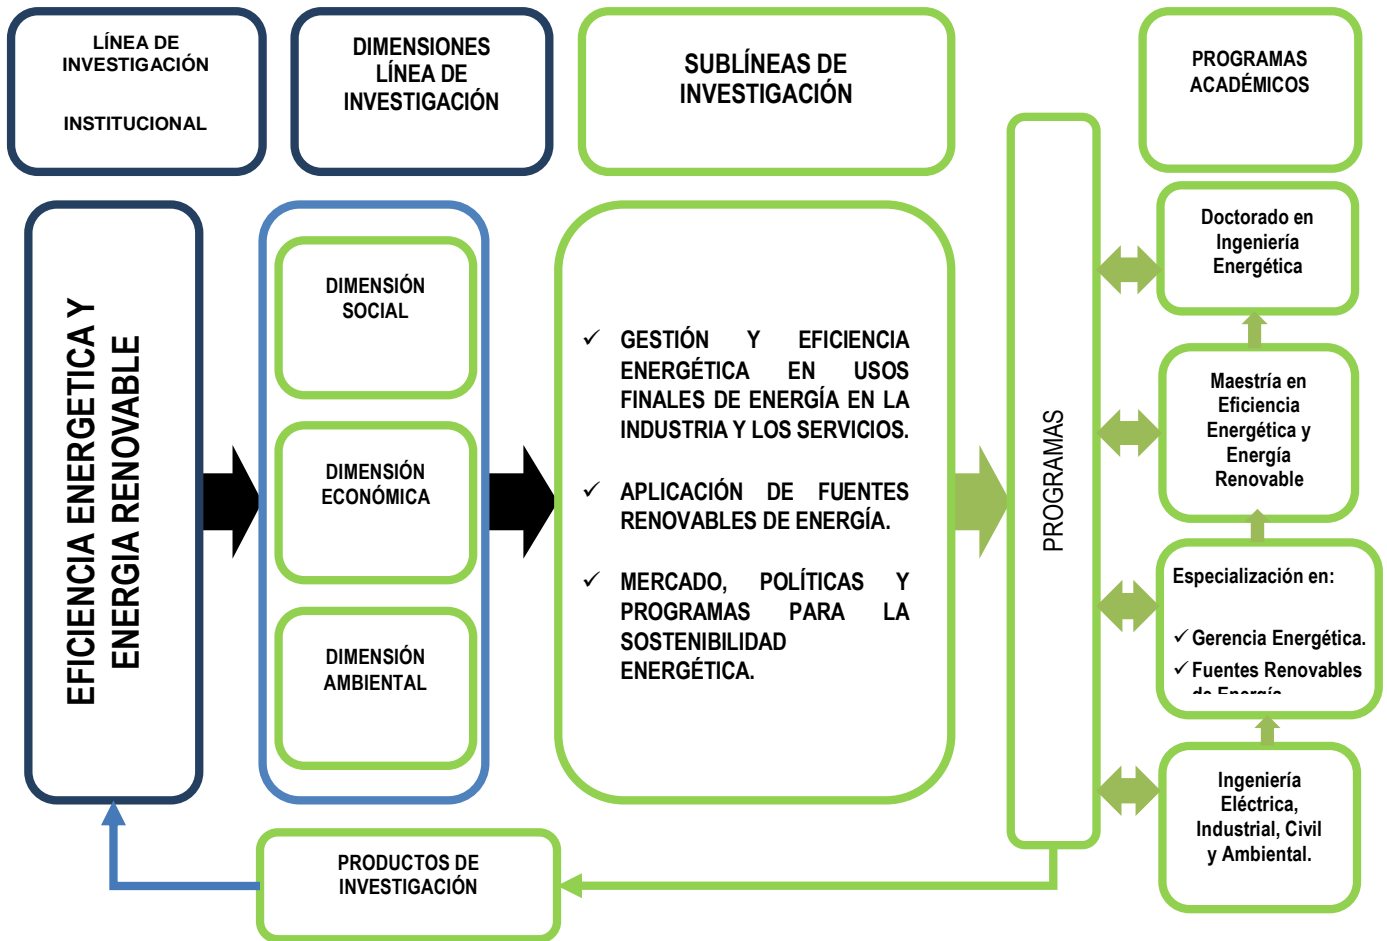 LÍNEA DE
INVESTIGACIÓN
INSTITUCIONAL
DIMENSIONES
LÍNEA DE
INVESTIGACIÓN
SUBLÍNEAS DE
INVESTIGACIÓN
PROGRAMAS
ACADÉMICOS
EFICIENCIA ENERGETICA Y
ENERGIA RENOVABLE
DIMENSIÓN
SOCIAL
DIMENSIÓN
ECONÓMICA
DIMENSIÓN
AMBIENTAL
✓ GESTIÓN Y EFICIENCIA
ENERGÉTICA EN USOS
FINALES DE ENERGÍA EN LA
INDUSTRIA Y LOS SERVICIOS.
✓ APLICACIÓN DE FUENTES
RENOVABLES DE ENERGÍA.
✓ MERCADO, POLÍTICAS Y
PROGRAMAS PARA LA
SOSTENIBILIDAD
ENERGÉTICA.
PROGRAMAS
Doctorado en
Ingeniería
Energética
Maestría en
Eficiencia
Energética y
Energía
Renovable
Especialización en:
✓ Gerencia Energética.
✓ Fuentes Renovables
de Energía
Ingeniería
Eléctrica,
Industrial, Civil
y Ambiental.
PRODUCTOS DE
INVESTIGACIÓN